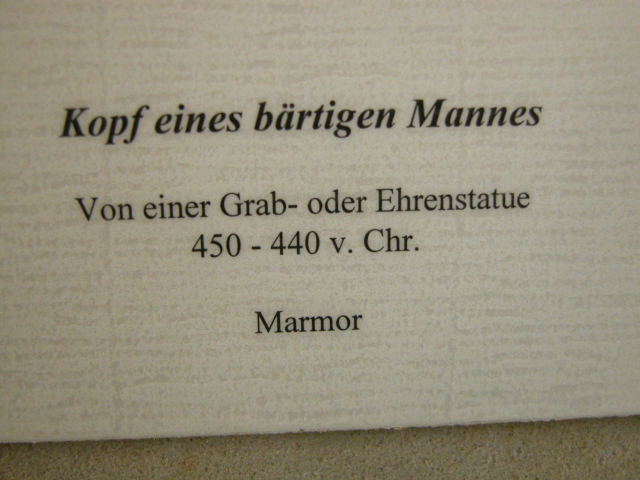 Kopf eines bärtigen Mannes
Von einer Grab- oder Ehrenstatue
450 - 440 v. Chr.
Marmor